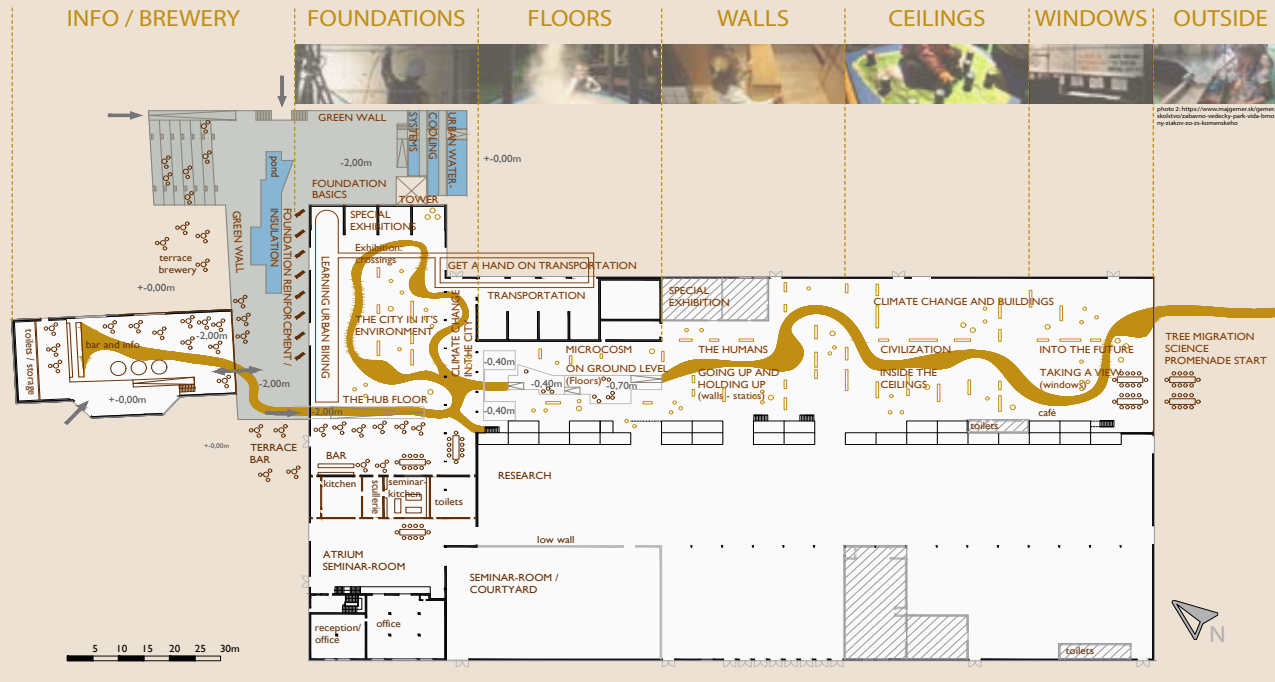 INFO / BREWERY
FOUNDATIONS
FLOORS
WALLS
CEILINGS
WINDOWS
OUTSIDE
photo 2: https://www.majgemer.sk/gemer/
skolstvo/zabavno-vedecky-park-vida-brno-
ny-ziakov-zo-zs-komenskeho
GREEN WALL
SYSTEMS
COOLING
URBAN WATER-
-2,00m
+-0,00m
pond
FOUNDATION
BASICS
TOWER
GREEN WALL
INSULATION
FOUNDATION REINFORCEMENT /
SPECIAL
EXHIBITIONS
Exhibition:
crossings
terrace
brewery
+-0,00m
LEARNING URBAN BIKING
GET A HAND ON TRANSPORTATION
TRANSPORTATION
SPECIAL
EXHIBITION
CLIMATE CHANGE AND BUILDINGS
THE CITY IN IT'S
ENVIRONMENT
CLIMATE CHANGE
IN THE CITY
toilets / storage
bar and info
-2,00m
+-0,00m
-2,00m
-2,00m
THE HUB FLOOR
-0,40m
-0,40m
-0,40m
MICROCOSM
ON GROUND LEVEL
(Floors)
-0,70m
THE HUMANS
GOING UP AND
HOLDING UP
(walls - statios)
CIVILIZATION
INSIDE THE
CEILINGS
INTO THE FUTURE
TAKING A VIEW
(windows)
café
toilets
TREE MIGRATION
SCIENCE
PROMENADE START
+-0,00m
TERRACE
BAR
BAR
kitchen
scullerie
seminar-
kitchen
toilets
RESEARCH
low wall
ATRIUM
SEMINAR-ROOM
SEMINAR-ROOM /
COURTYARD
reception/
office
office
toilets
5 10 15 20 25 30m
N